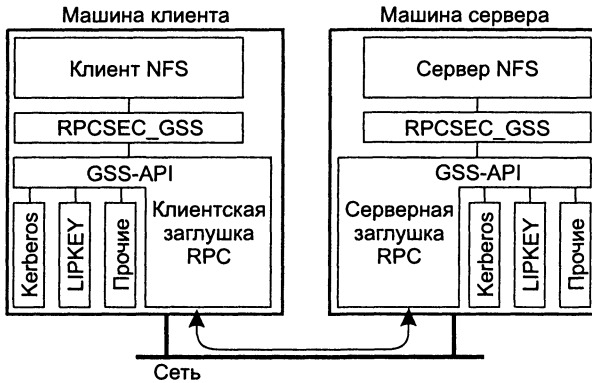 Машина клиента
Клиент NFS
RPCSEC_GSS
GSS-API
Kerberos
LIPKEY
Прочие
Клиентская
заглушка
RPC
Машина сервера
Сервер NFS
RPCSEC_GSS
GSS-API
Серверная
заглушка
RPC
Kerberos
LIPKEY
Прочие
Сеть